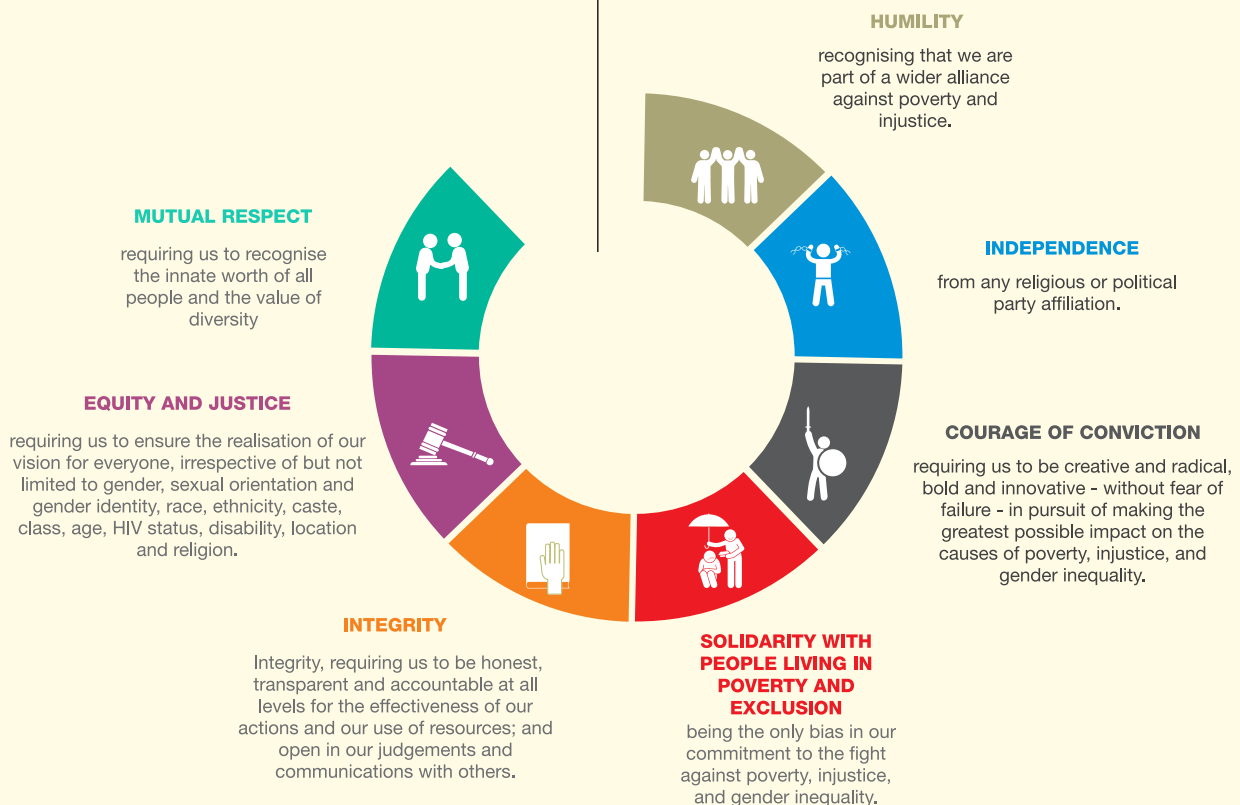 HUMILITY
recognising that we are
part of a wider alliance
against poverty and
injustice.
INDEPENDENCE
from any religious or political
party affiliation.
COURAGE OF CONVICTION
requiring us to be creative and radical,
bold and innovative - without fear of
failure - in pursuit of making the
greatest possible impact on the
causes of poverty, injustice, and
gender inequality.
SOLIDARITY WITH
PEOPLE LIVING IN
POVERTY AND
EXCLUSION
being the only bias in our
commitment to the fight
against poverty, injustice,
and gender inequality.
INTEGRITY
Integrity, requiring us to be honest,
transparent and accountable at all
levels for the effectiveness of our
actions and our use of resources; and
open in our judgements and
communications with others.
EQUITY AND JUSTICE
requiring us to ensure the realisation of our
vision for everyone, irrespective of but not
limited to gender, sexual orientation and
gender identity, race, ethnicity, caste,
class, age, HIV status, disability, location
and religion.
MUTUAL RESPECT
requiring us to recognise
the innate worth of all
people and the value of
diversity